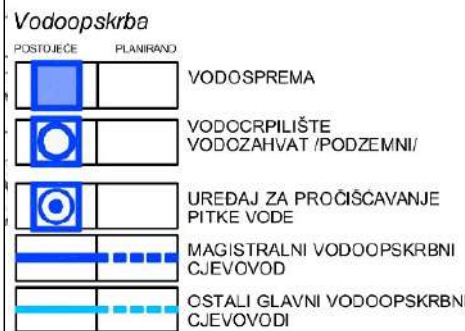 Vodoopskrba
POSTOJEĆE PLANIRANO
VODOSPREMA
VODOCRPILIŠTE
VODOZAHVAT /PODZEMNI/
UREĐAJ ZA PROČIŠĆAVANJE
PITKE VODE
MAGISTRALNI VODOOPSKRBNI
CJEVOVOD
OSTALI GLAVNI VODOOPSKRBNI
CJEVOVODI